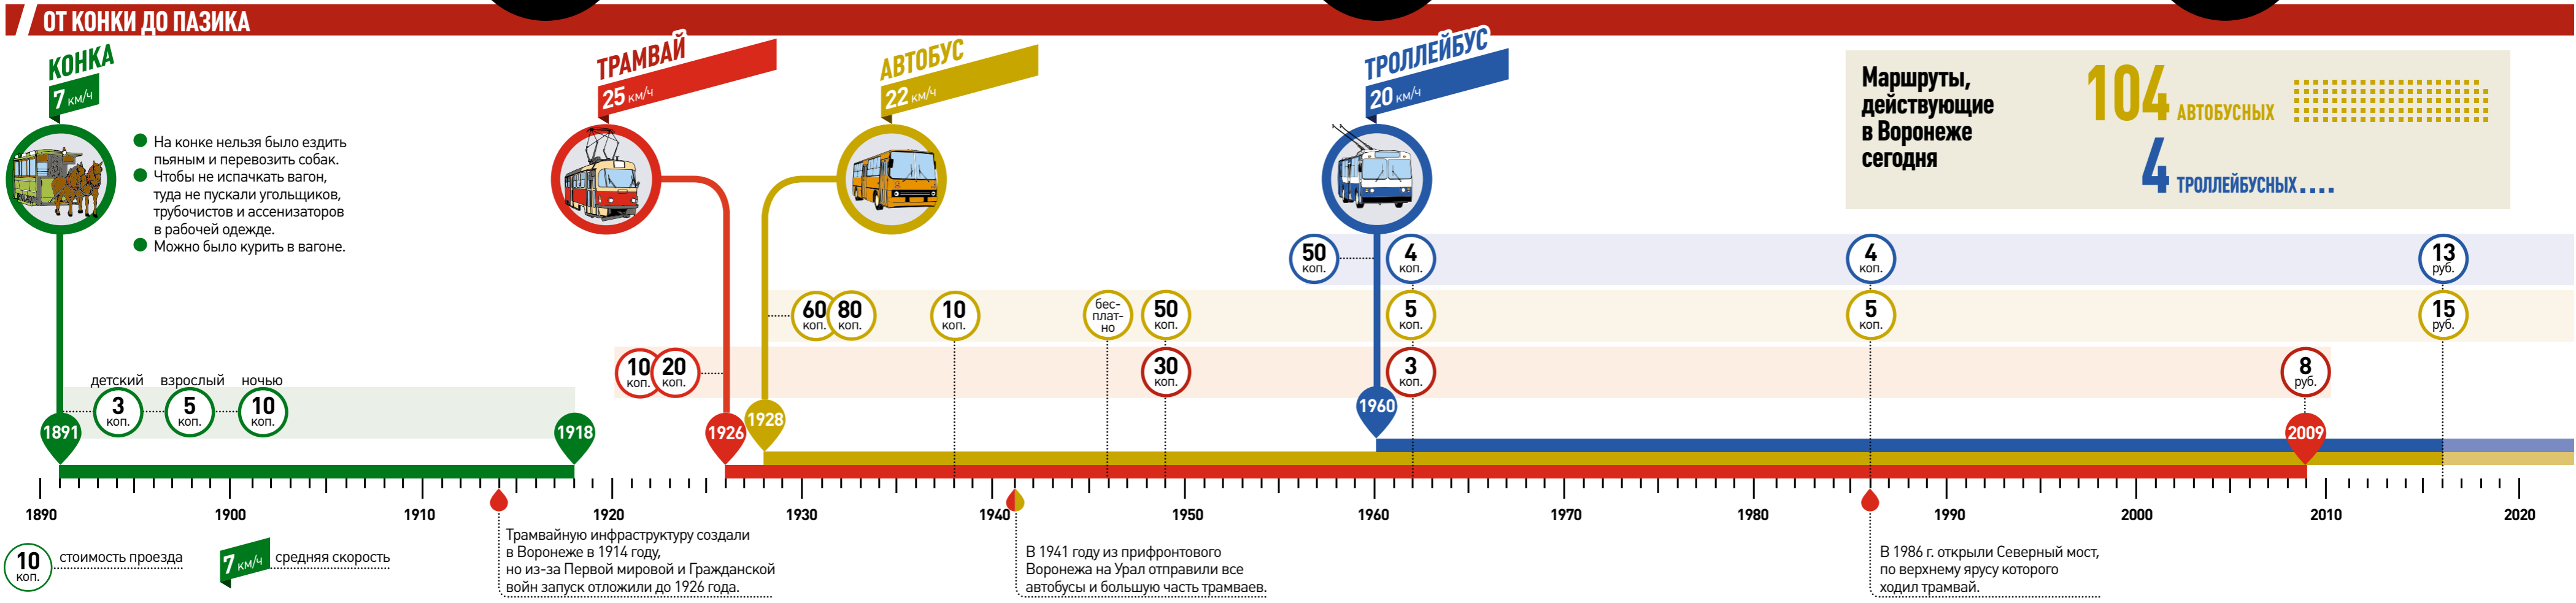 ОТ КОНКИ ДО ПАЗИКА
КОНКА
7 км/ч
На конке нельзя было ездить
пьяным и перевозить собак.
Чтобы не испачкать вагон,
туда не пускали угольщиков,
трубочистов и ассенизаторов
в рабочей одежде.
Можно было курить в вагоне.
ТРАМВАЙ
25 км/ч
АВТОБУС
22 км/ч
ТРОЛЛЕЙБУС
20 км/ч
Маршруты,
действующие
в Воронеже
сегодня
104 АВТОБУСНЫХ
4 ТРОЛЛЕЙБУСНЫХ
50 коп.
4 коп.
4 коп.
13 руб.
60 коп.
80 коп.
10 коп.
бес-
плат-
но
50 коп.
5 коп.
5 коп.
15 руб.
10 коп.
20 коп.
30 коп.
3 коп.
8 руб.
детский
взрослый
ночью
3 коп.
5 коп.
10 коп.
1891
1918
1926
1928
1960
2009
1890
1900
1910
1920
1930
1940
1950
1960
1970
1980
1990
2000
2010
2020
10 коп.
стоимость проезда
7 км/ч
средняя скорость
Трамвайную инфраструктуру создали
в Воронеже в 1914 году,
но из-за Первой мировой и Гражданской
войн запуск отложили до 1926 года.
В 1941 году из прифронтового
Воронежа на Урал отправили все
автобусы и большую часть трамваев.
В 1986 г. открыли Северный мост,
по верхнему ярусу которого
ходил трамвай.